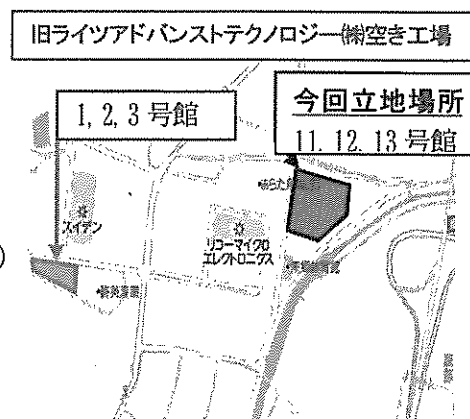 旧ライツアドバンストテクノロジー㈱空き工場
1, 2, 3 号館
今回立地場所
11. 12. 13 号館
スイデン
リコーマイクロ
エレクトロニクス